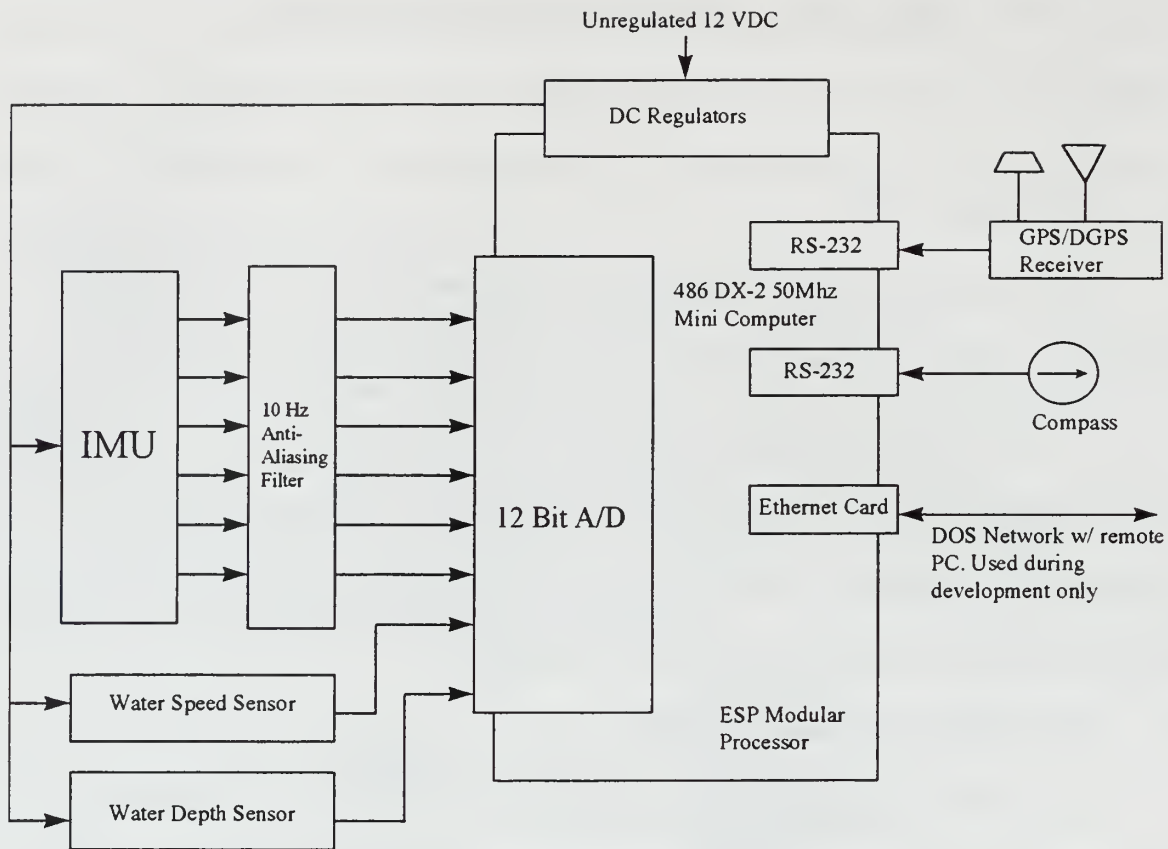 Unregulated 12 VDC
DC Regulators
RS-232
GPS/DGPS
Receiver
486 DX-2 50Mhz
Mini Computer
RS-232
Compass
IMU
10 Hz
Anti-
Aliasing
Filter
12 Bit A/D
Ethernet Card
DOS Network w/ remote
PC. Used during
development only
Water Speed Sensor
ESP Modular
Processor
Water Depth Sensor